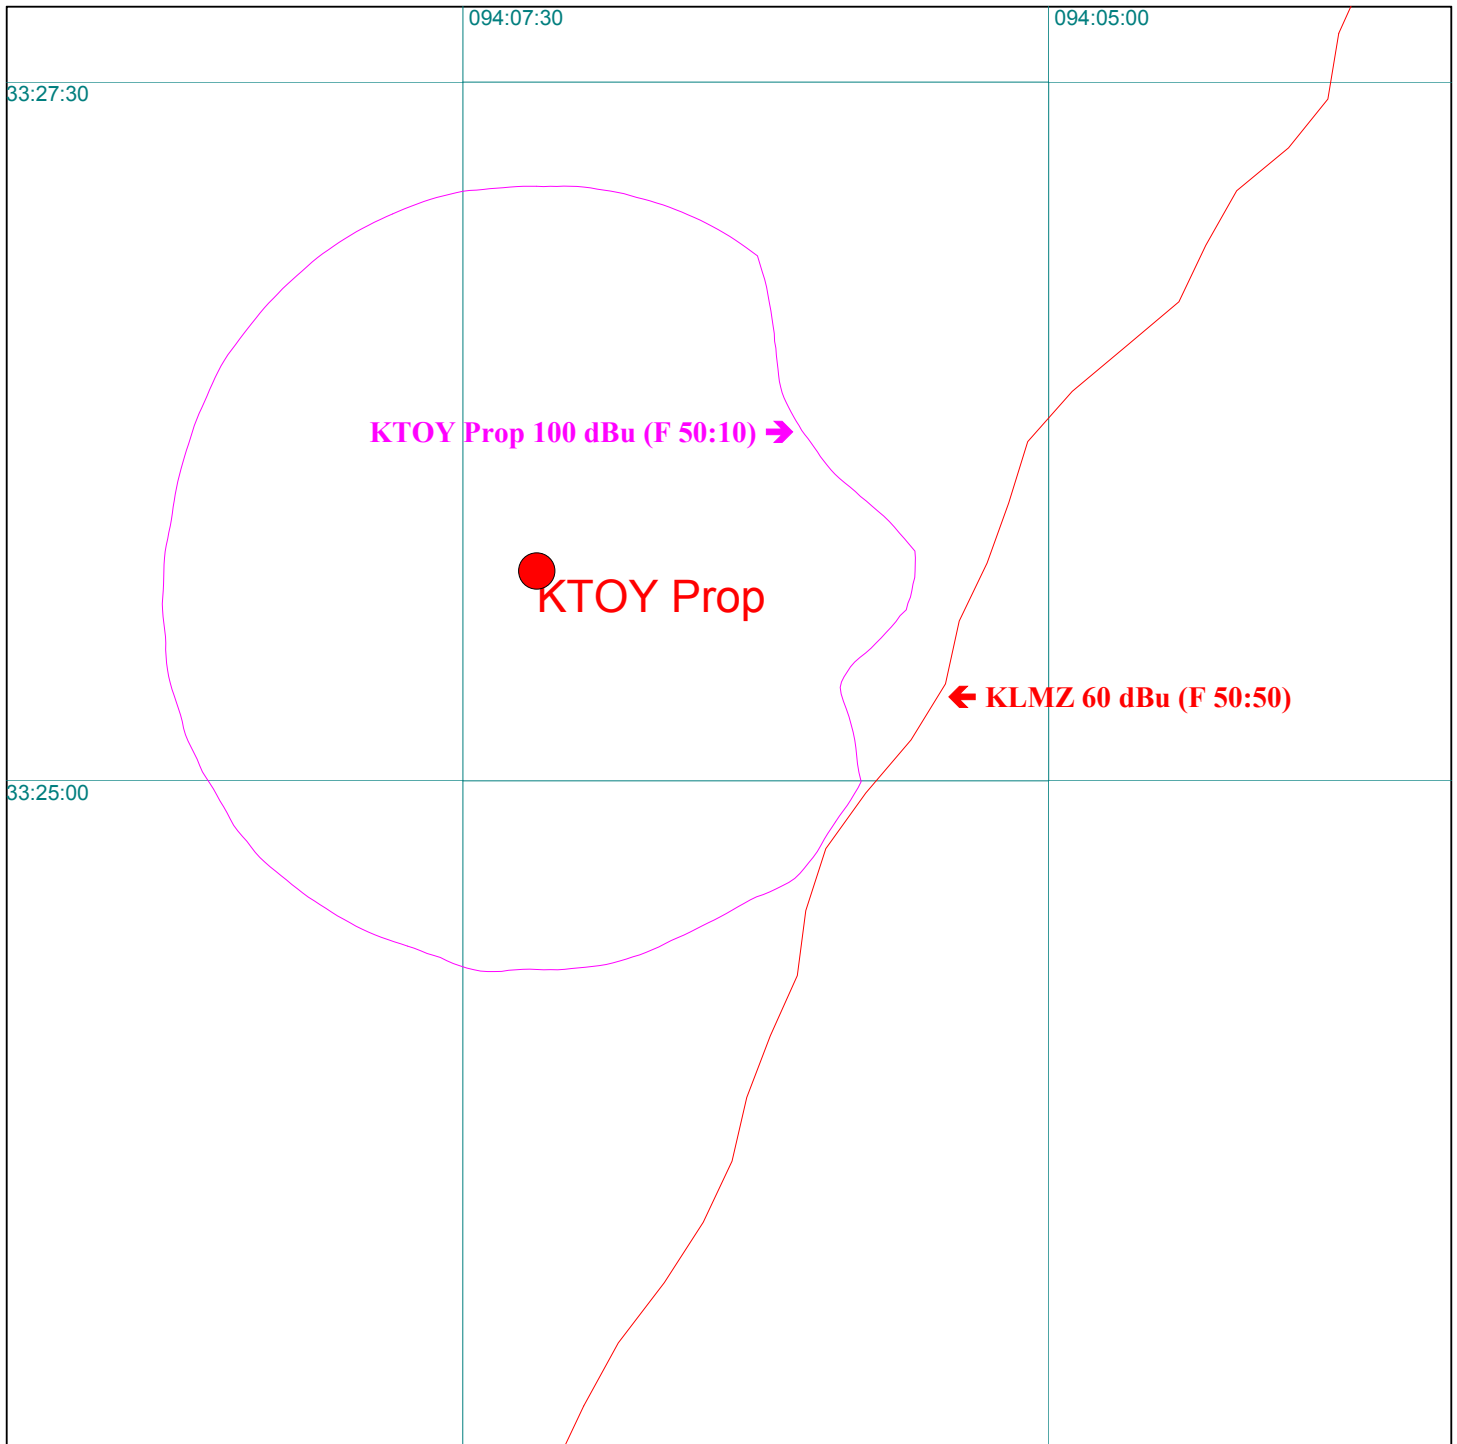 094:07:30
094:05:00
33:27:30
KTOY Prop 100 dBu (F 50:10) ➔
KTOY Prop
🡸 KLMZ 60 dBu (F 50:50)
33:25:00